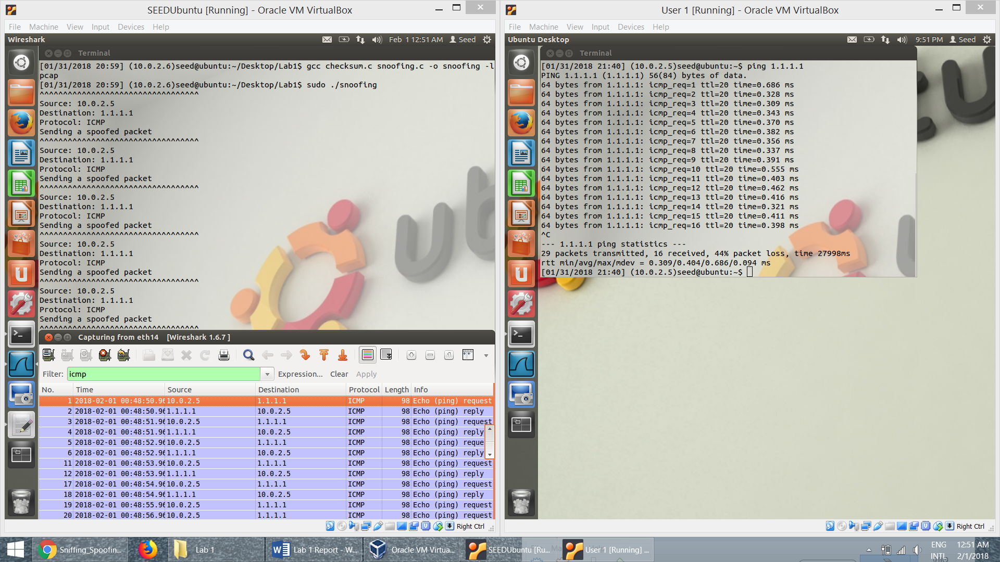 SEEDUbuntu [Running] - Oracle VM VirtualBox
File Machine View Input Devices Help
Wireshark
Feb 1 12:51 AM Seed
Terminal
[01/31/2018 20:59] (10.0.2.6)seed@ubuntu:~/Desktop/Lab1$ gcc checksum.c snoofing.c -o snoofing -l
pcap
[01/31/2018 20:59] (10.0.2.6)seed@ubuntu:~/Desktop/Lab1$ sudo ./snoofing
^^^^^^^^^^^^^^^^^^^^^^^^^^^^^^^^^^
Source: 10.0.2.5
Destination: 1.1.1.1
Protocol: ICMP
Sending a spoofed packet
^^^^^^^^^^^^^^^^^^^^^^^^^^^^^^^^^^
Source: 10.0.2.5
Destination: 1.1.1.1
Protocol: ICMP
Sending a spoofed packet
^^^^^^^^^^^^^^^^^^^^^^^^^^^^^^^^^^
Source: 10.0.2.5
Destination: 1.1.1.1
Protocol: ICMP
Sending a spoofed packet
^^^^^^^^^^^^^^^^^^^^^^^^^^^^^^^^^^
Source: 10.0.2.5
Destination: 1.1.1.1
Protocol: ICMP
Sending a spoofed packet
^^^^^^^^^^^^^^^^^^^^^^^^^^^^^^^^^^
Source: 10.0.2.5
Destination: 1.1.1.1
Protocol: ICMP
Sending a spoofed packet
^^^^^^^^^^^^^^^^^^^^^^^^^^^^^^^^^^
Capturing from eth14 [Wireshark 1.6.7 ]
Filter: icmp Expression... Clear Apply
No. Time Source Destination Protocol Length Info
1 2018-02-01 00:48:50.96 10.0.2.5 1.1.1.1 ICMP 98 Echo (ping) request
2 2018-02-01 00:48:50.96 1.1.1.1 10.0.2.5 ICMP 98 Echo (ping) reply
3 2018-02-01 00:48:51.96 10.0.2.5 1.1.1.1 ICMP 98 Echo (ping) request
4 2018-02-01 00:48:51.96 1.1.1.1 10.0.2.5 ICMP 98 Echo (ping) reply
5 2018-02-01 00:48:52.96 10.0.2.5 1.1.1.1 ICMP 98 Echo (ping) reque
6 2018-02-01 00:48:52.96 1.1.1.1 10.0.2.5 ICMP 98 Echo (ping) reply
11 2018-02-01 00:48:53.96 10.0.2.5 1.1.1.1 ICMP 98 Echo (ping) request
12 2018-02-01 00:48:53.96 1.1.1.1 10.0.2.5 ICMP 98 Echo (ping) reply
17 2018-02-01 00:48:54.96 10.0.2.5 1.1.1.1 ICMP 98 Echo (ping) request
18 2018-02-01 00:48:54.96 1.1.1.1 10.0.2.5 ICMP 98 Echo (ping) reply
19 2018-02-01 00:48:55.96 10.0.2.5 1.1.1.1 ICMP 98 Echo (ping) request
20 2018-02-01 00:48:56.96 10.0.2.5 1.1.1.1 ICMP 98 Echo (ping) request
Right Ctrl
User 1 [Running] - Oracle VM VirtualBox
File Machine View Input Devices Help
Ubuntu Desktop
9:51 PM Seed
Terminal
[01/31/2018 21:40] (10.0.2.5)seed@ubuntu:~$ ping 1.1.1.1
PING 1.1.1.1 (1.1.1.1) 56(84) bytes of data.
64 bytes from 1.1.1.1: icmp_req=1 ttl=20 time=0.686 ms
64 bytes from 1.1.1.1: icmp_req=2 ttl=20 time=0.328 ms
64 bytes from 1.1.1.1: icmp_req=3 ttl=20 time=0.309 ms
64 bytes from 1.1.1.1: icmp_req=4 ttl=20 time=0.343 ms
64 bytes from 1.1.1.1: icmp_req=5 ttl=20 time=0.370 ms
64 bytes from 1.1.1.1: icmp_req=6 ttl=20 time=0.382 ms
64 bytes from 1.1.1.1: icmp_req=7 ttl=20 time=0.356 ms
64 bytes from 1.1.1.1: icmp_req=8 ttl=20 time=0.337 ms
64 bytes from 1.1.1.1: icmp_req=9 ttl=20 time=0.391 ms
64 bytes from 1.1.1.1: icmp_req=10 ttl=20 time=0.555 ms
64 bytes from 1.1.1.1: icmp_req=11 ttl=20 time=0.403 ms
64 bytes from 1.1.1.1: icmp_req=12 ttl=20 time=0.462 ms
64 bytes from 1.1.1.1: icmp_req=13 ttl=20 time=0.416 ms
64 bytes from 1.1.1.1: icmp_req=14 ttl=20 time=0.321 ms
64 bytes from 1.1.1.1: icmp_req=15 ttl=20 time=0.411 ms
64 bytes from 1.1.1.1: icmp_req=16 ttl=20 time=0.398 ms
^C
--- 1.1.1.1 ping statistics ---
29 packets transmitted, 16 received, 44% packet loss, time 27998ms
rtt min/avg/max/mdev = 0.309/0.404/0.686/0.094 ms
[01/31/2018 21:40] (10.0.2.5)seed@ubuntu:~$
Right Ctrl
Sniffing_Spoofin... Lab 1 Lab 1 Report - W... Oracle VM Virtua... SEEDUbuntu [Ru... User 1 [Running] ...
ENG 12:51 AM
INTL 2/1/2018